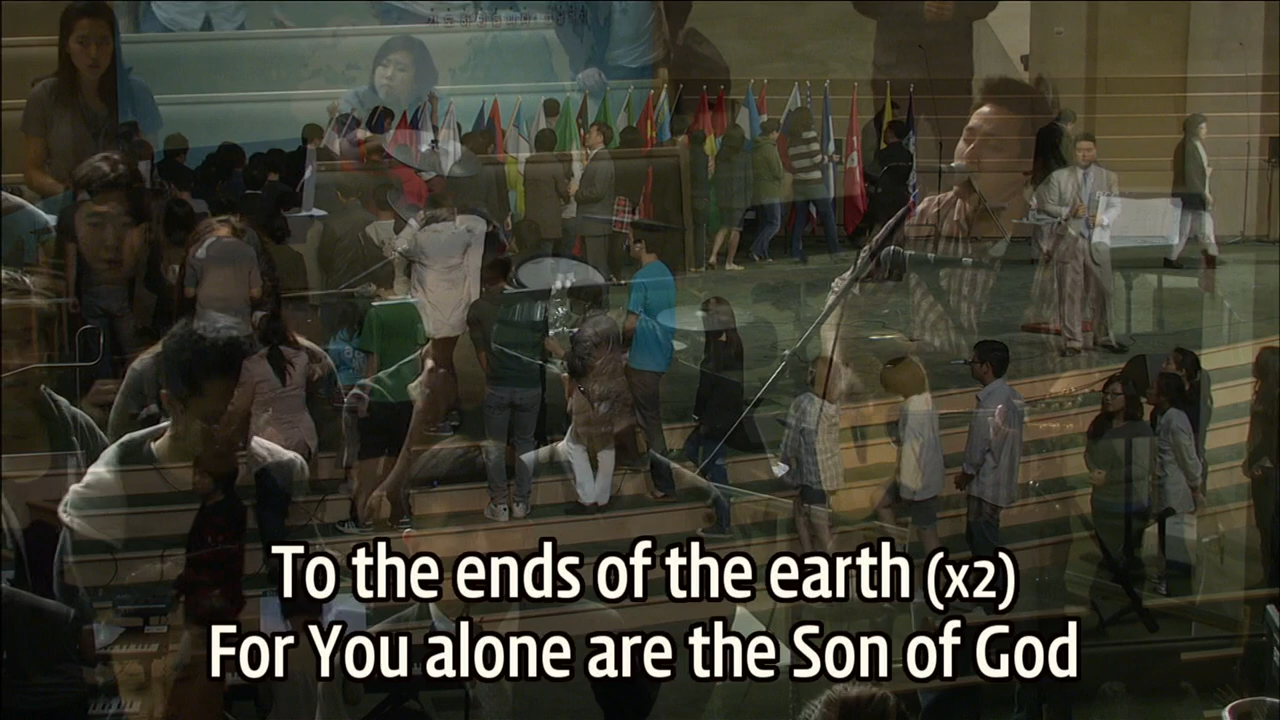 To the ends of the earth (x2)
For You alone are the Son of God